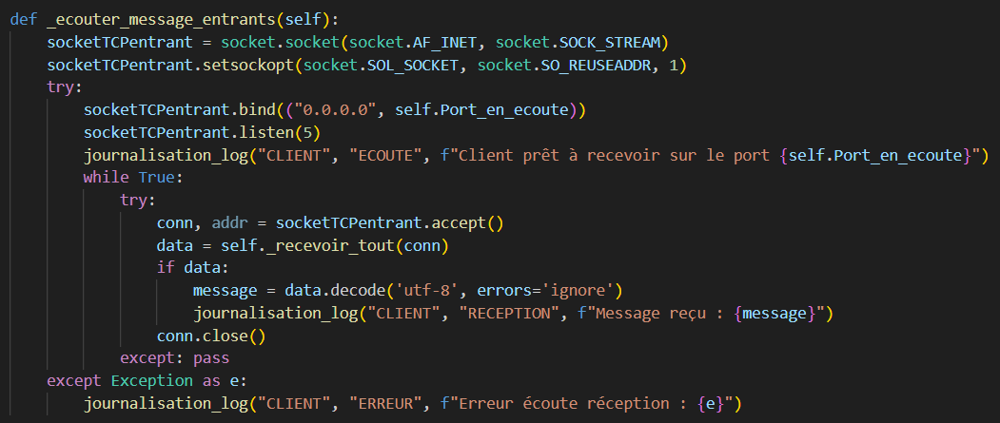 def _ecouter_message_entrants(self):
    socketTCPentrant = socket.socket(socket.AF_INET, socket.SOCK_STREAM)
    socketTCPentrant.setsockopt(socket.SOL_SOCKET, socket.SO_REUSEADDR, 1)
    try:
        socketTCPentrant.bind(("0.0.0.0", self.Port_en_ecoute))
        socketTCPentrant.listen(5)
        journalisation_log("CLIENT", "ECOUTE", f"Client prêt à recevoir sur le port {self.Port_en_ecoute}")
        while True:
            try:
                conn, addr = socketTCPentrant.accept()
                data = self._recevoir_tout(conn)
                if data:
                    message = data.decode('utf-8', errors='ignore')
                    journalisation_log("CLIENT", "RECEPTION", f"Message reçu : {message}")
                conn.close()
            except: pass
    except Exception as e:
        journalisation_log("CLIENT", "ERREUR", f"Erreur écoute réception : {e}")